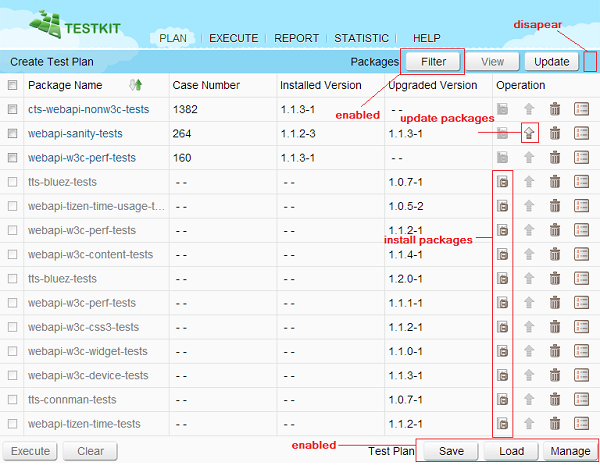 disapear
TESTKIT
PLAN | EXECUTE | REPORT | STATISTIC | HELP
Create Test Plan Packages Filter View Update
Package Name Case Number Installed Version Upgraded Version Operation
cts-webapi-nonw3c-tests 1382 1.1.3-1 - -
enabled
update packages
webapi-sanity-tests 264 1.1.2-3 1.1.3-1
webapi-w3c-perf-tests 160 1.1.3-1 - -
tts-bluez-tests - - 1.0.7-1
webapi-tizen-time-usage-t... - - 1.0.5-2
webapi-w3c-perf-tests - - 1.1.2-1
install packages
webapi-w3c-content-tests - - 1.1.4-1
tts-bluez-tests - - 1.2.0-1
webapi-w3c-perf-tests - - 1.1.1-1
webapi-w3c-css3-tests - - 1.1.2-1
webapi-w3c-widget-tests - - 1.1.0-1
webapi-w3c-device-tests - - 1.1.3-1
tts-connman-tests - - 1.0.7-1
webapi-tizen-time-tests - - 1.1.2-1
enabled
Execute Clear Test Plan Save Load Manage